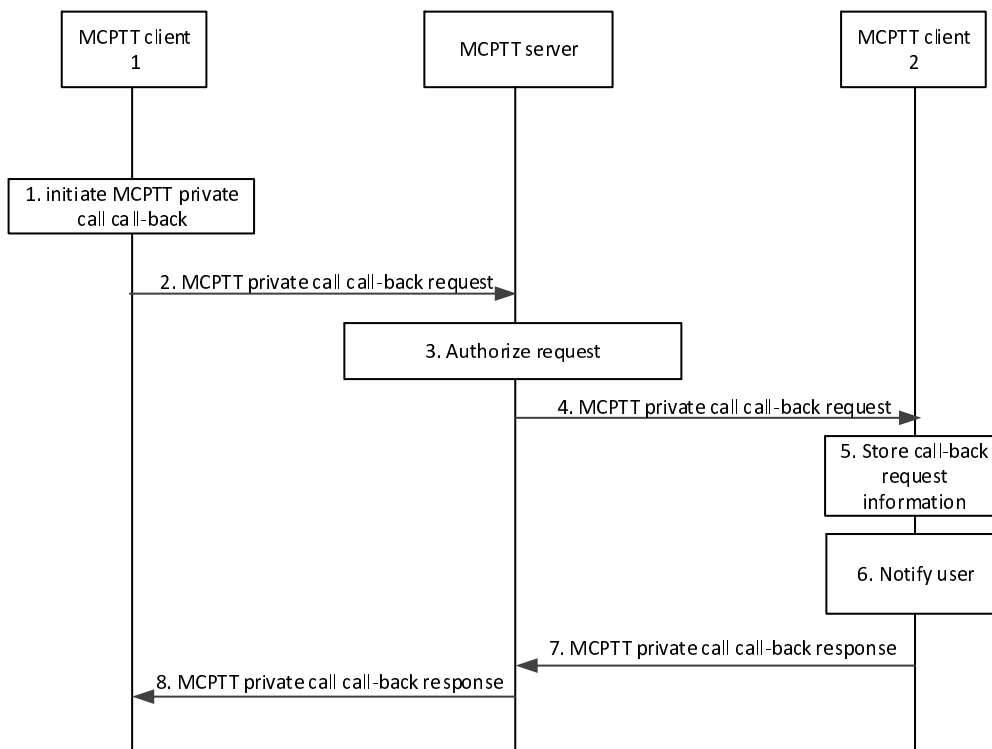 MCPTT client
1
MCPTT server
MCPTT client
2
1. initiate MCPTT private
call call-back
2. MCPTT private call call-back request
3. Authorize request
4. MCPTT private call call-back request
5. Store call-back
request
information
6. Notify user
7. MCPTT private call call-back response
8. MCPTT private call call-back response